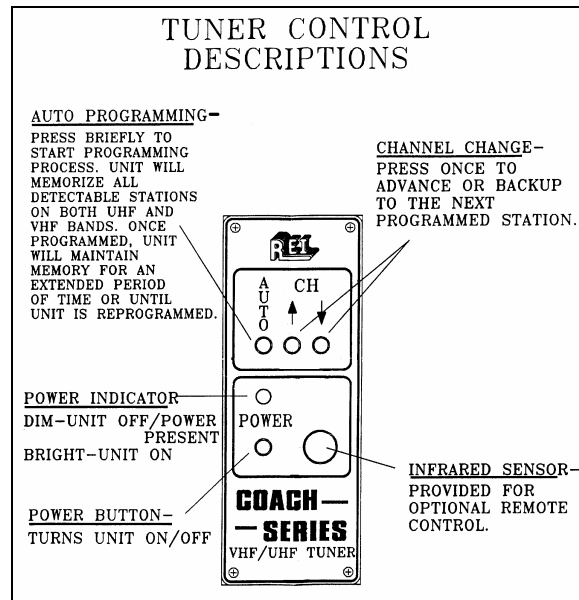 TUNER CONTROL
DESCRIPTIONS
AUTO PROGRAMMING-
PRESS BRIEFLY TO
START PROGRAMMING
PROCESS. UNIT WILL
MEMORIZE ALL
DETECTABLE STATIONS
ON BOTH UHF AND
VHF BANDS. ONCE
PROGRAMMED, UNIT
WILL MAINTAIN
MEMORY FOR AN
EXTENDED PERIOD
OF TIME OR UNTIL
UNIT IS REPROGRAMMED.
CHANNEL CHANGE-
PRESS ONCE TO
ADVANCE OR BACKUP
TO THE NEXT
PROGRAMMED STATION.
REI
AUTO
CH
POWER INDICATOR
DIM-UNIT OFF/POWER
PRESENT
BRIGHT-UNIT ON
POWER
POWER BUTTON-
TURNS UNIT ON/OFF
INFRARED SENSOR-
PROVIDED FOR
OPTIONAL REMOTE
CONTROL.
COACH-
-SERIES
VHF/UHF TUNER